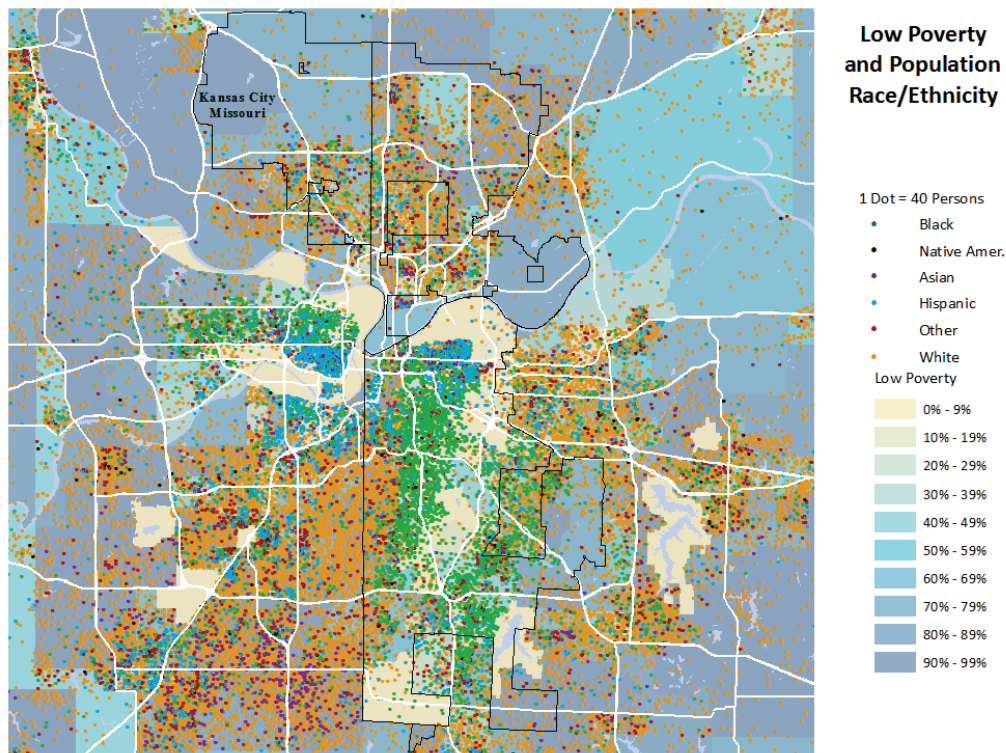 Low Poverty
and Population
Race/Ethnicity
Kansas City
Missouri
1 Dot = 40 Persons
Black
Native Amer.
Asian
Hispanic
Other
White
Low Poverty
0% - 9%
10% - 19%
20% - 29%
30% - 39%
40% - 49%
50% - 59%
60% - 69%
70% - 79%
80% - 89%
90% - 99%